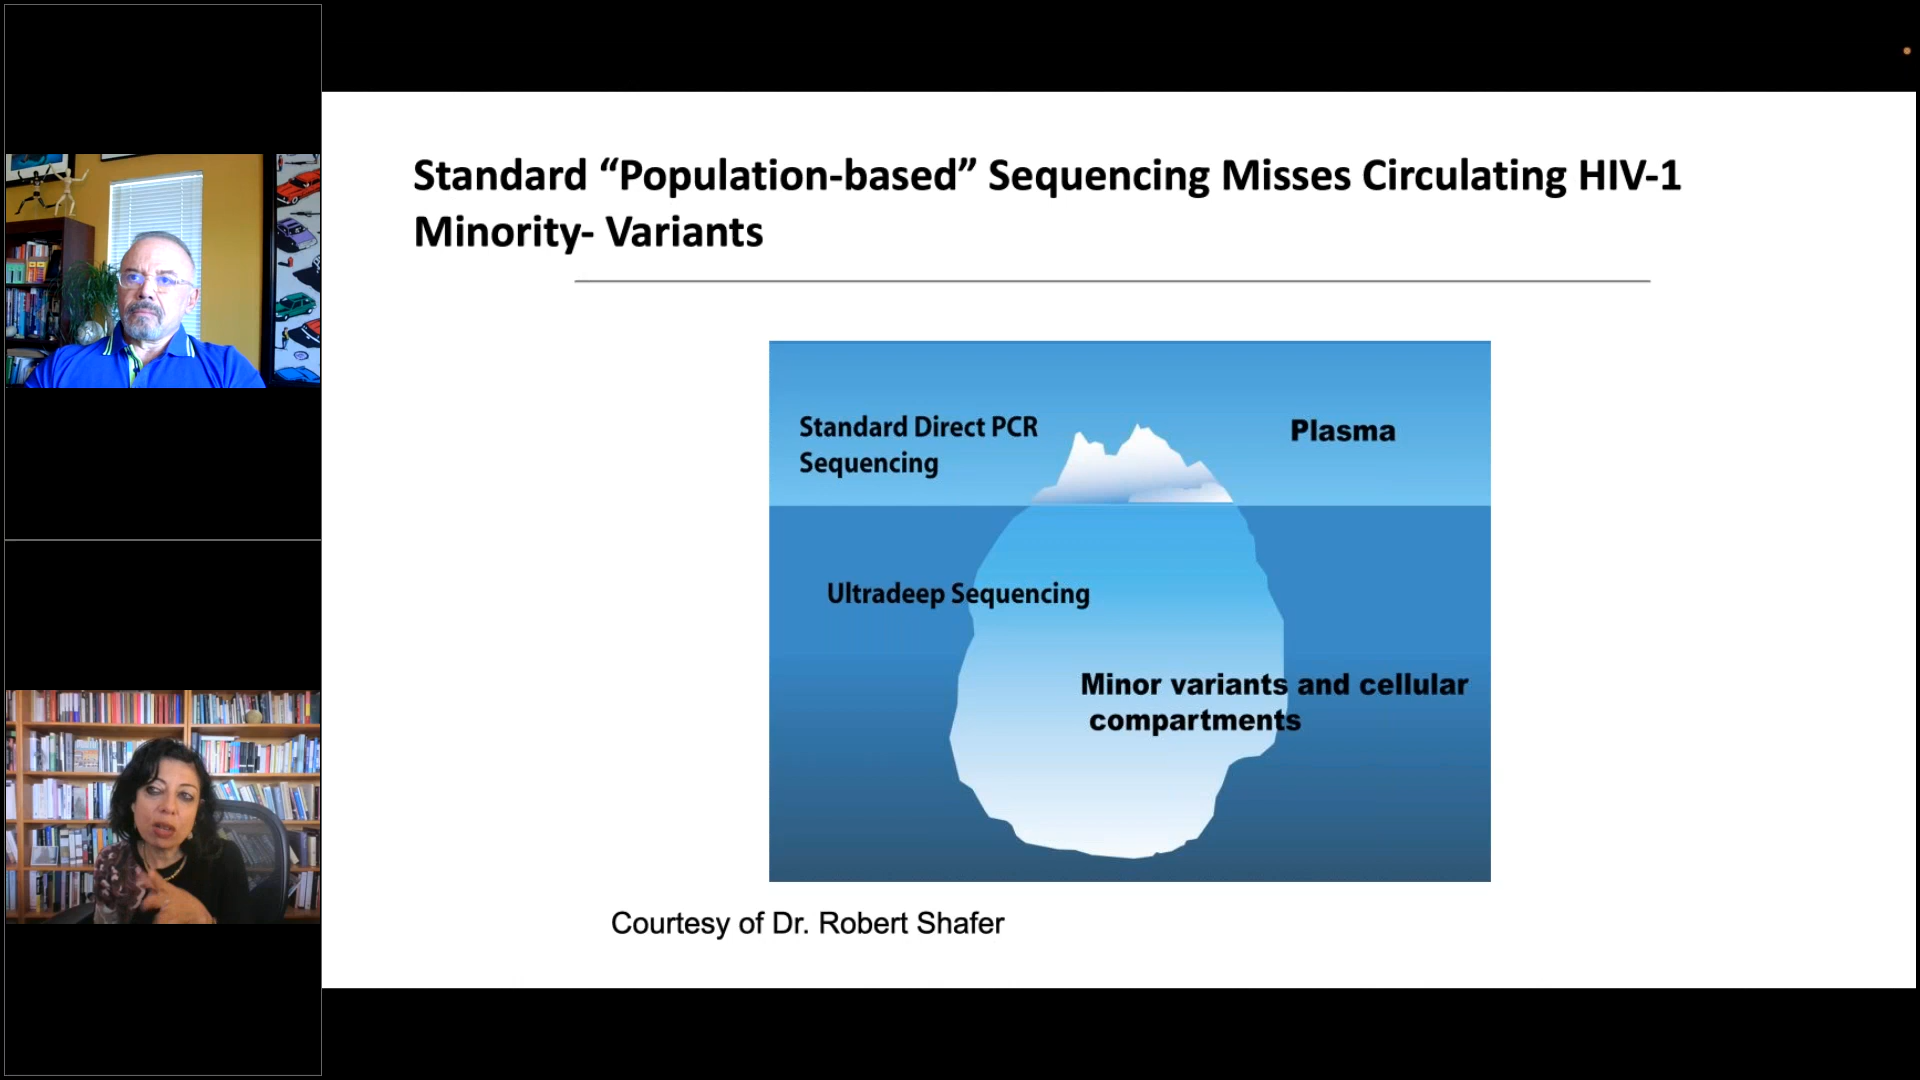 Standard “Population-based” Sequencing Misses Circulating HIV-1
Minority- Variants
Standard Direct PCR
Sequencing
Plasma
Ultradeep Sequencing
Minor variants and cellular
compartments
Courtesy of Dr. Robert Shafer